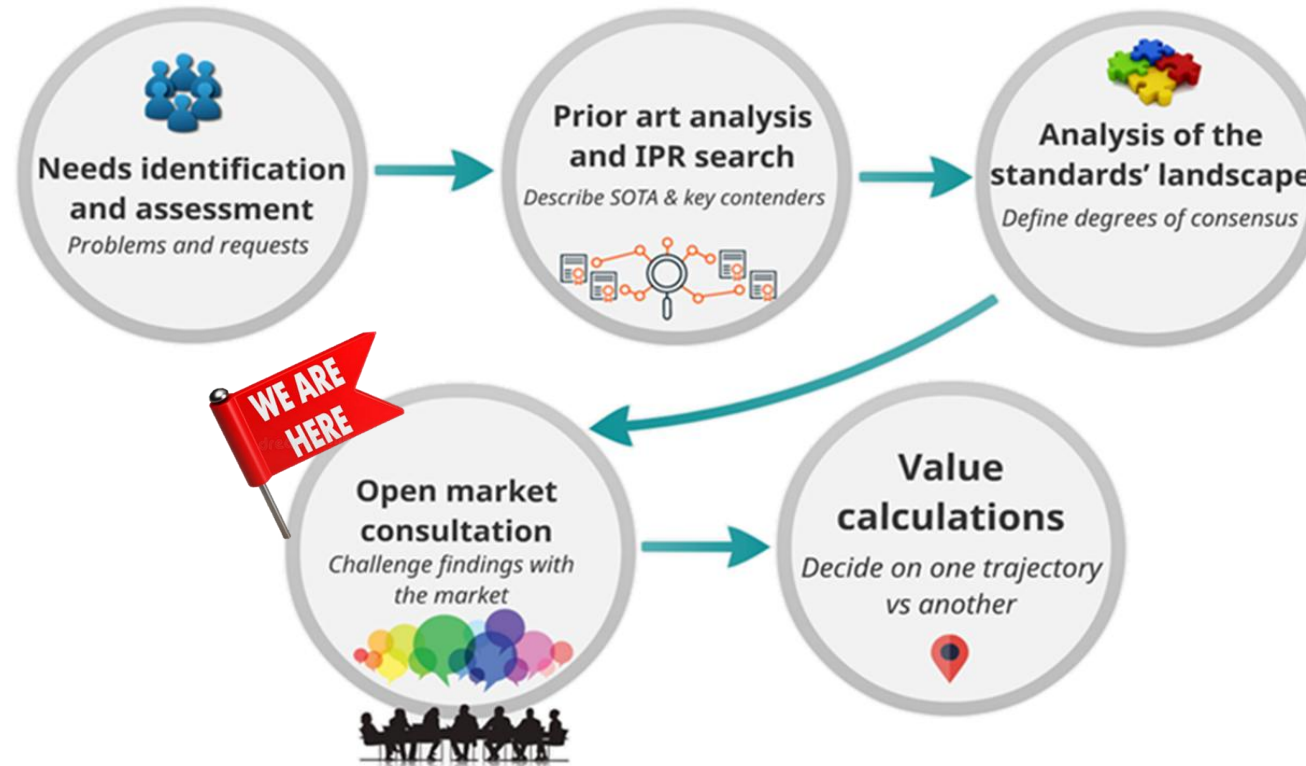 Needs identification
and assessment
Problems and requests
Prior art analysis
and IPR search
Describe SOTA & key contenders
Analysis of the
standards’ landscape
Define degrees of consensus
WE ARE
HERE
Open market
consultation
Challenge findings with
the market
Value
calculations
Decide on one trajectory
vs another